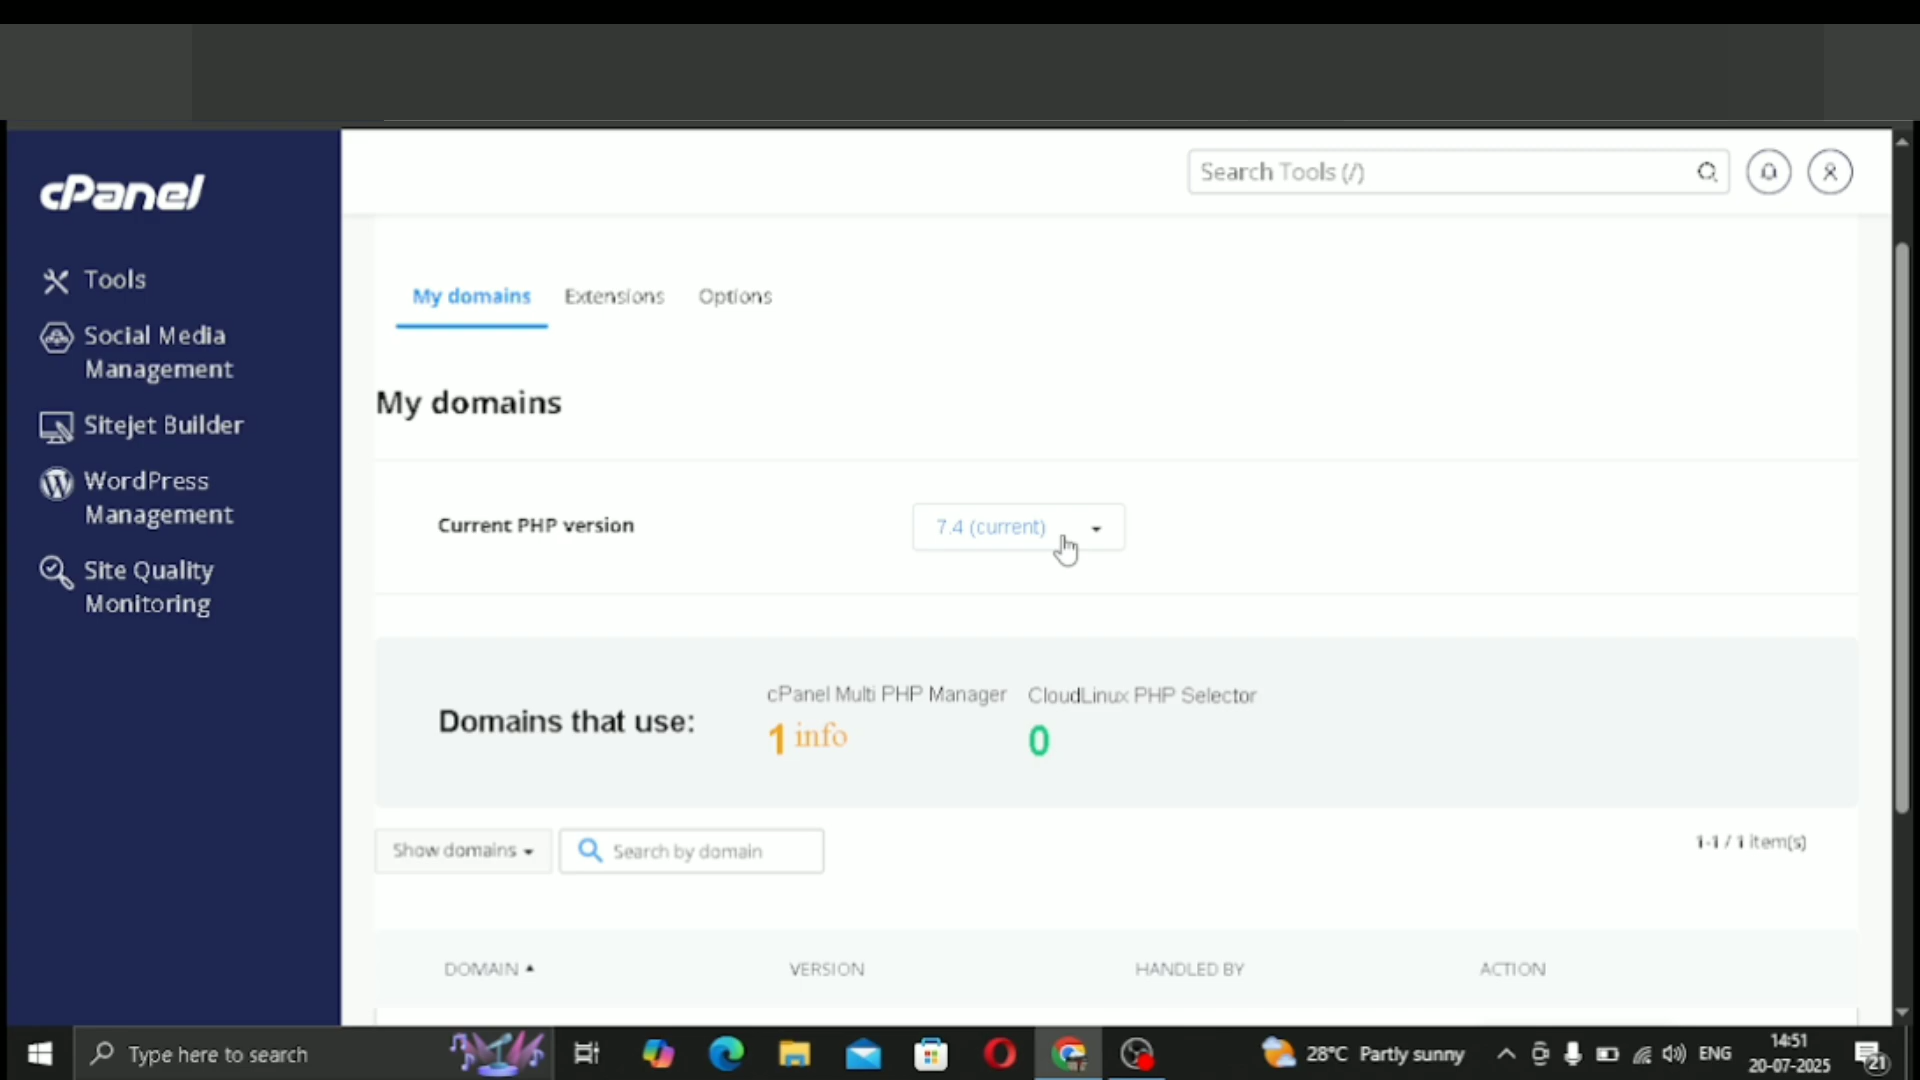 cPanel
Search Tools (/)
Tools
Social Media
Management
Sitejet Builder
WordPress
Management
Site Quality
Monitoring
My domains
Extensions
Options
My domains
Current PHP version
7.4 (current)
Domains that use:
cPanel Multi PHP Manager
1 info
CloudLinux PHP Selector
0
Show domains
Search by domain
1-1 / 1 item(s)
DOMAIN
VERSION
HANDLED BY
ACTION
Type here to search
28°C Partly sunny
ENG
14:51
20-07-2025
21